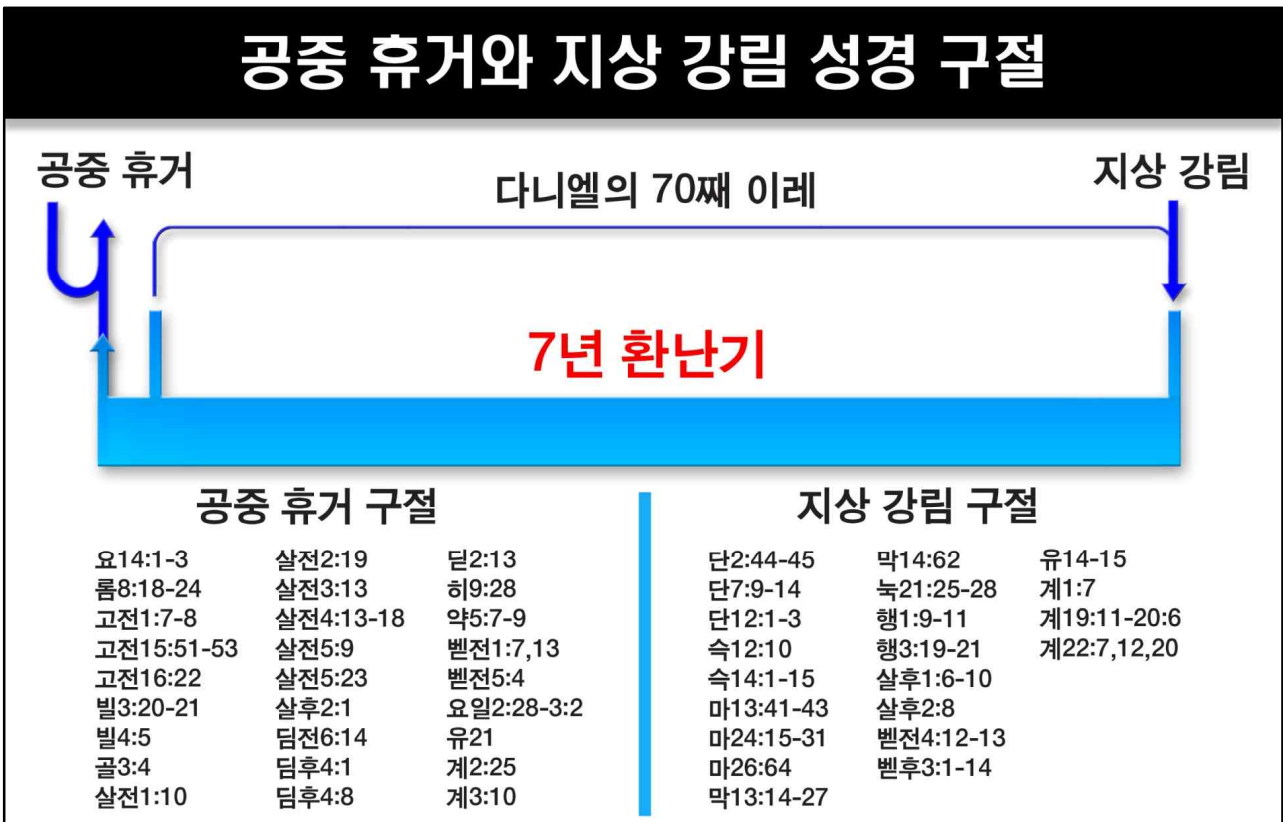 공중 휴거와 지상 강림 성경 구절
공중 휴거
다니엘의 70째 이레
지상 강림
7년 환난기
공중 휴거 구절
요14:1-3
롬8:18-24
고전1:7-8
고전15:51-53
고전16:22
빌3:20-21
빌4:5
골3:4
살전1:10
살전2:19
살전3:13
살전4:13-18
살전5:9
살전5:23
살후2:1
딤전6:14
딤후4:1
딤후4:8
딛2:13
히9:28
약5:7-9
벧전1:7,13
벧전5:4
요일2:28-3:2
유21
계2:25
계3:10
지상 강림 구절
단2:44-45
단7:9-14
단12:1-3
슥12:10
슥14:1-15
마13:41-43
마24:15-31
마26:64
막13:14-27
막14:62
눅21:25-28
행1:9-11
행3:19-21
살후1:6-10
살후2:8
벧전4:12-13
벧후3:1-14
유14-15
계1:7
계19:11-20:6
계22:7,12,20